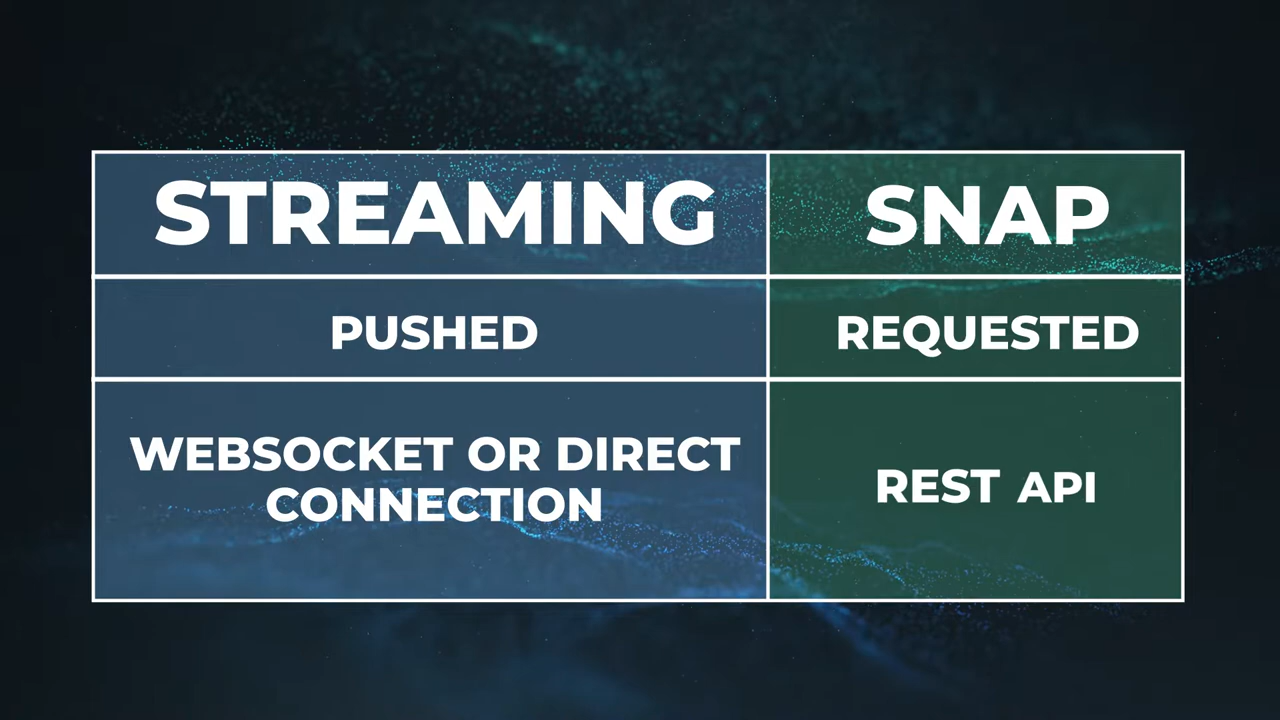 STREAMING SNAP
PUSHED REQUESTED
WEBSOCKET OR DIRECT
CONNECTION
REST API